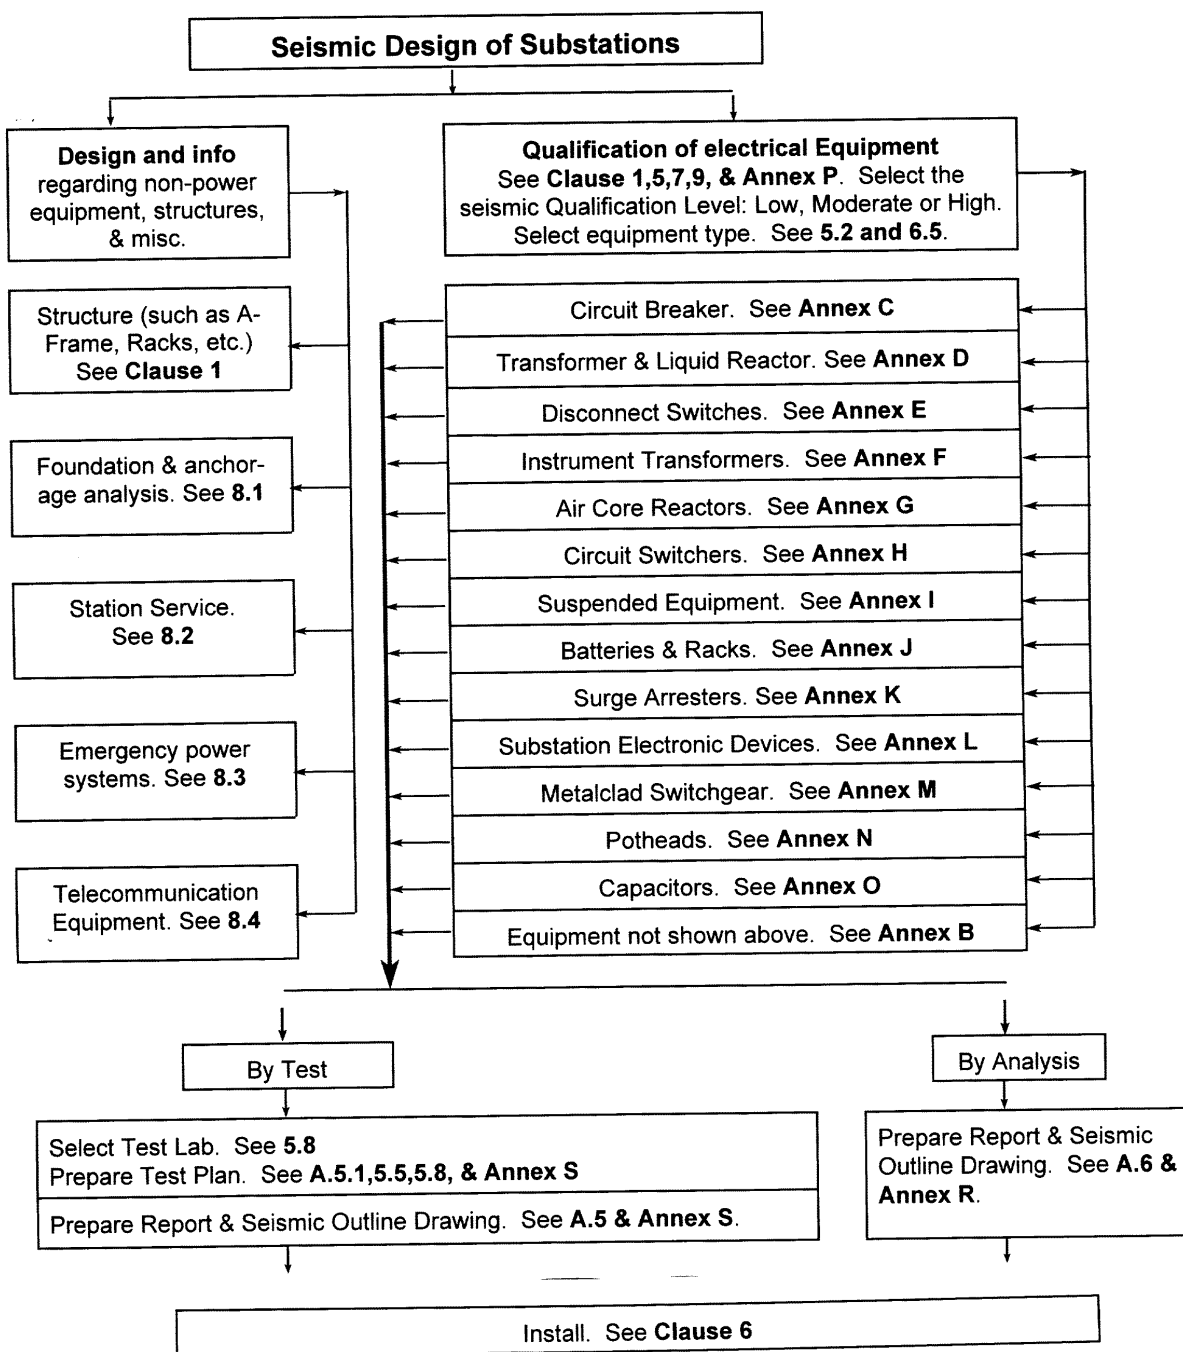 Seismic Design of Substations
Design and info
regarding non-power
equipment, structures,
& misc.
Qualification of electrical Equipment
See Clause 1,5,7,9, & Annex P. Select the
seismic Qualification Level: Low, Moderate or High.
Select equipment type. See 5.2 and 6.5.
Structure (such as A-
Frame, Racks, etc.)
See Clause 1
Foundation & anchor-
age analysis. See 8.1
Station Service.
See 8.2
Emergency power
systems. See 8.3
Telecommunication
Equipment. See 8.4
Circuit Breaker. See Annex C
Transformer & Liquid Reactor. See Annex D
Disconnect Switches. See Annex E
Instrument Transformers. See Annex F
Air Core Reactors. See Annex G
Circuit Switchers. See Annex H
Suspended Equipment. See Annex I
Batteries & Racks. See Annex J
Surge Arresters. See Annex K
Substation Electronic Devices. See Annex L
Metalclad Switchgear. See Annex M
Potheads. See Annex N
Capacitors. See Annex O
Equipment not shown above. See Annex B
By Test
Select Test Lab. See 5.8
Prepare Test Plan. See A.5.1,5.5,5.8, & Annex S
Prepare Report & Seismic Outline Drawing. See A.5 & Annex S.
By Analysis
Prepare Report & Seismic
Outline Drawing. See A.6 &
Annex R.
Install. See Clause 6